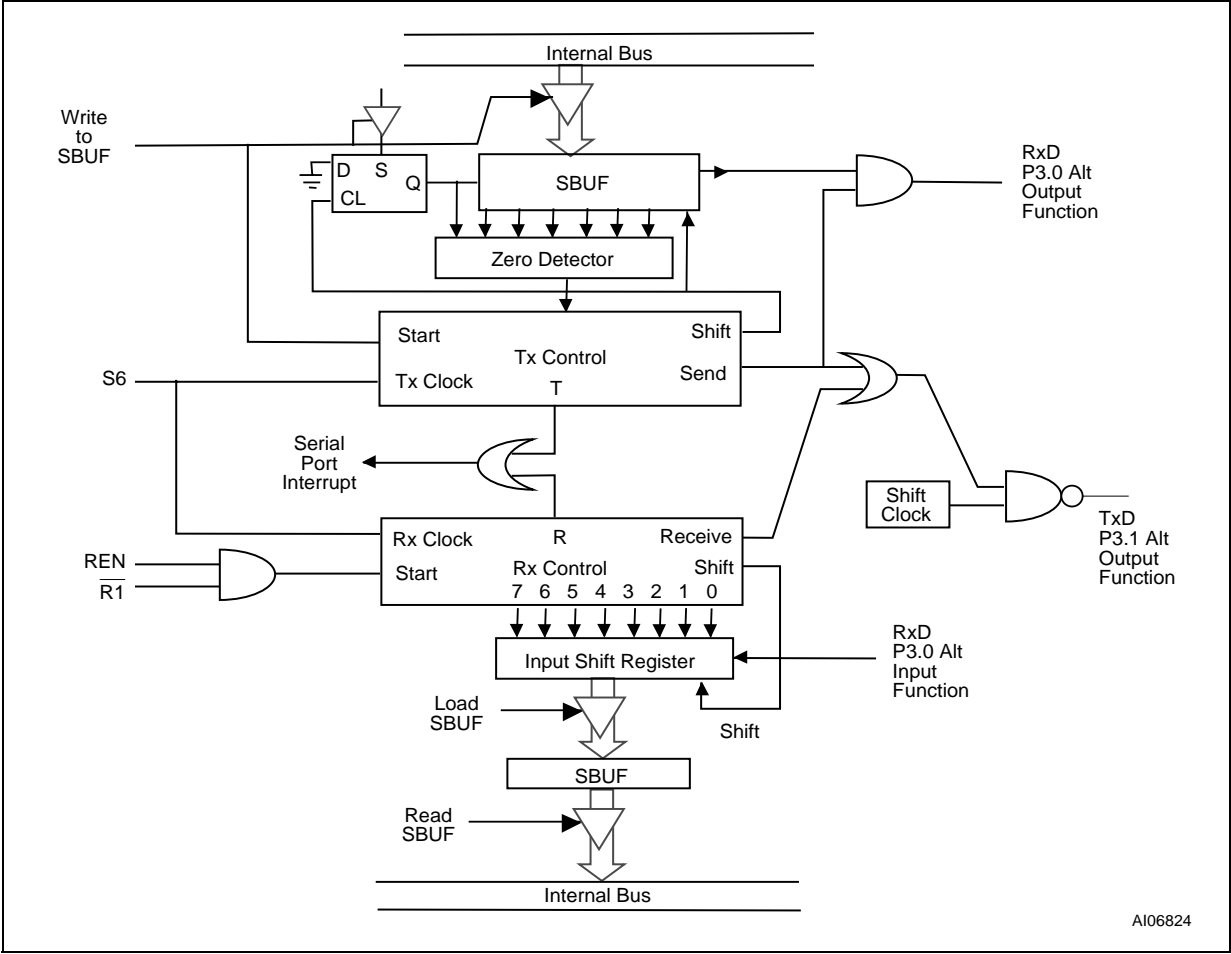 Internal Bus
Write
to
SBUF
D
S
Q
CL
SBUF
RxD
P3.0 Alt
Output
Function
Zero Detector
Start
Shift
Tx Control
Send
S6
Tx Clock
T
Serial
Port
Interrupt
Shift
Clock
TxD
P3.1 Alt
Output
Function
Rx Clock
R
Receive
REN
R1
Start
Rx Control
Shift
7 6 5 4 3 2 1 0
RxD
P3.0 Alt
Input
Function
Input Shift Register
Load
SBUF
Shift
SBUF
Read
SBUF
Internal Bus
AI06824